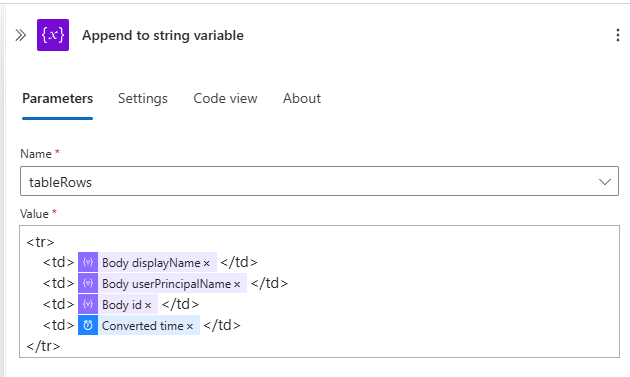 {x} Append to string variable
Parameters Settings Code view About
Name *
tableRows
Value *
<tr>
<td> {v} Body displayName × </td>
<td> {v} Body userPrincipalName × </td>
<td> {v} Body id × </td>
<td> Converted time × </td>
</tr>